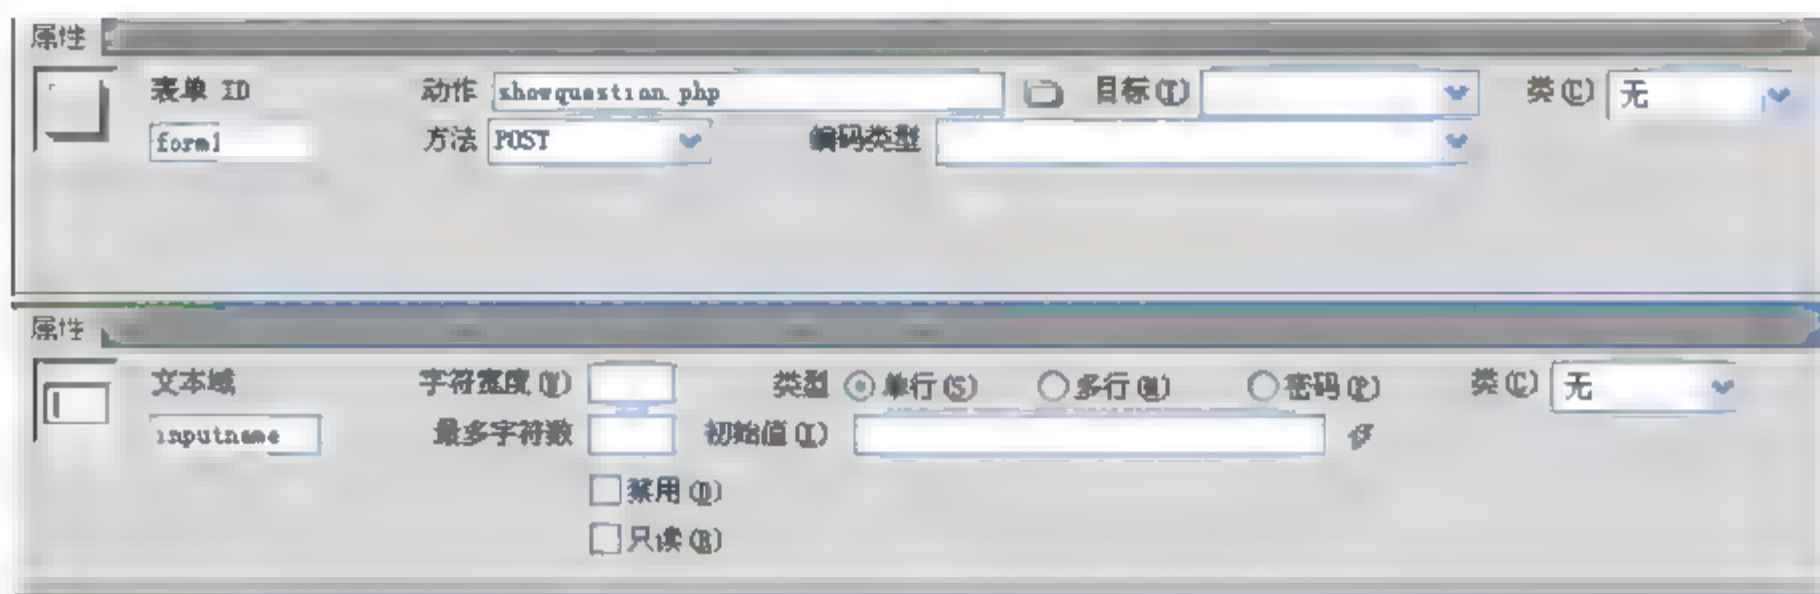 属性
表单 ID 动作 showquestion.php 目标(T) 类(C) 无
form1 方法 POST 编码类型
属性
文本域 字符宽度(W) 类型 单行(S) 多行(M) 密码(P) 类(C) 无
inputname 最多字符数 初始值(I)
禁用(D)
只读(R)